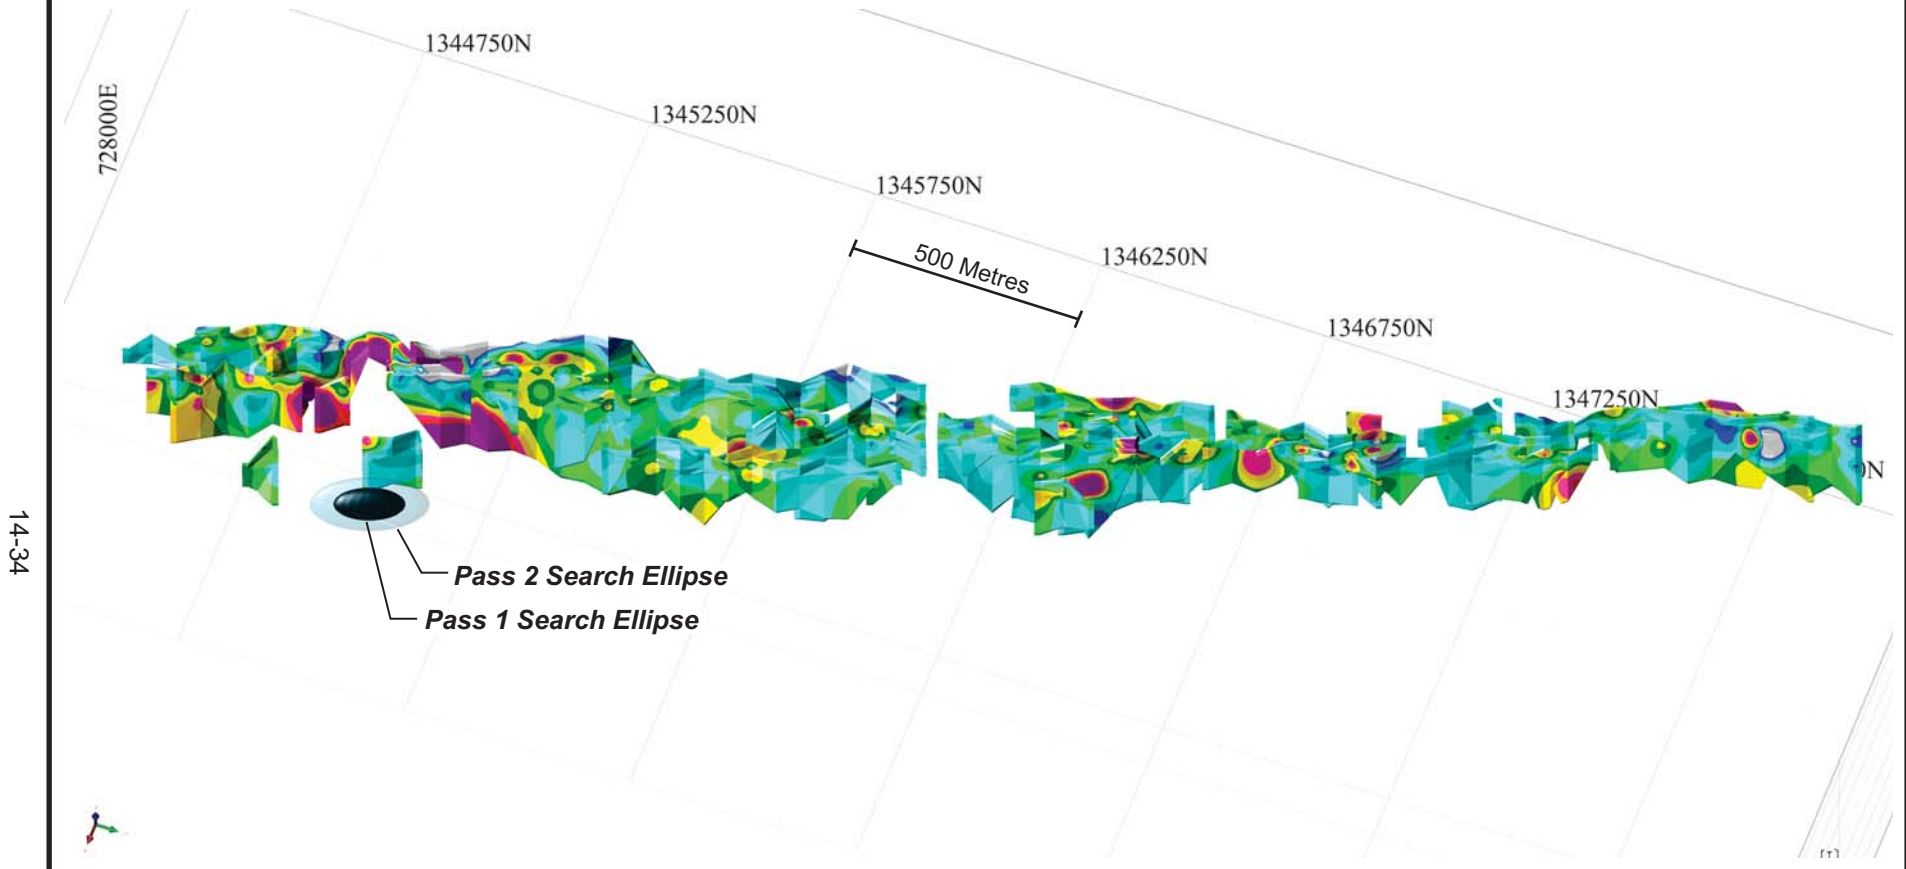 1344750N
728000E
1345250N
1345750N
500 Metres
1346250N
1346750N
1347250N
0N
14-34
Pass 2 Search Ellipse
Pass 1 Search Ellipse